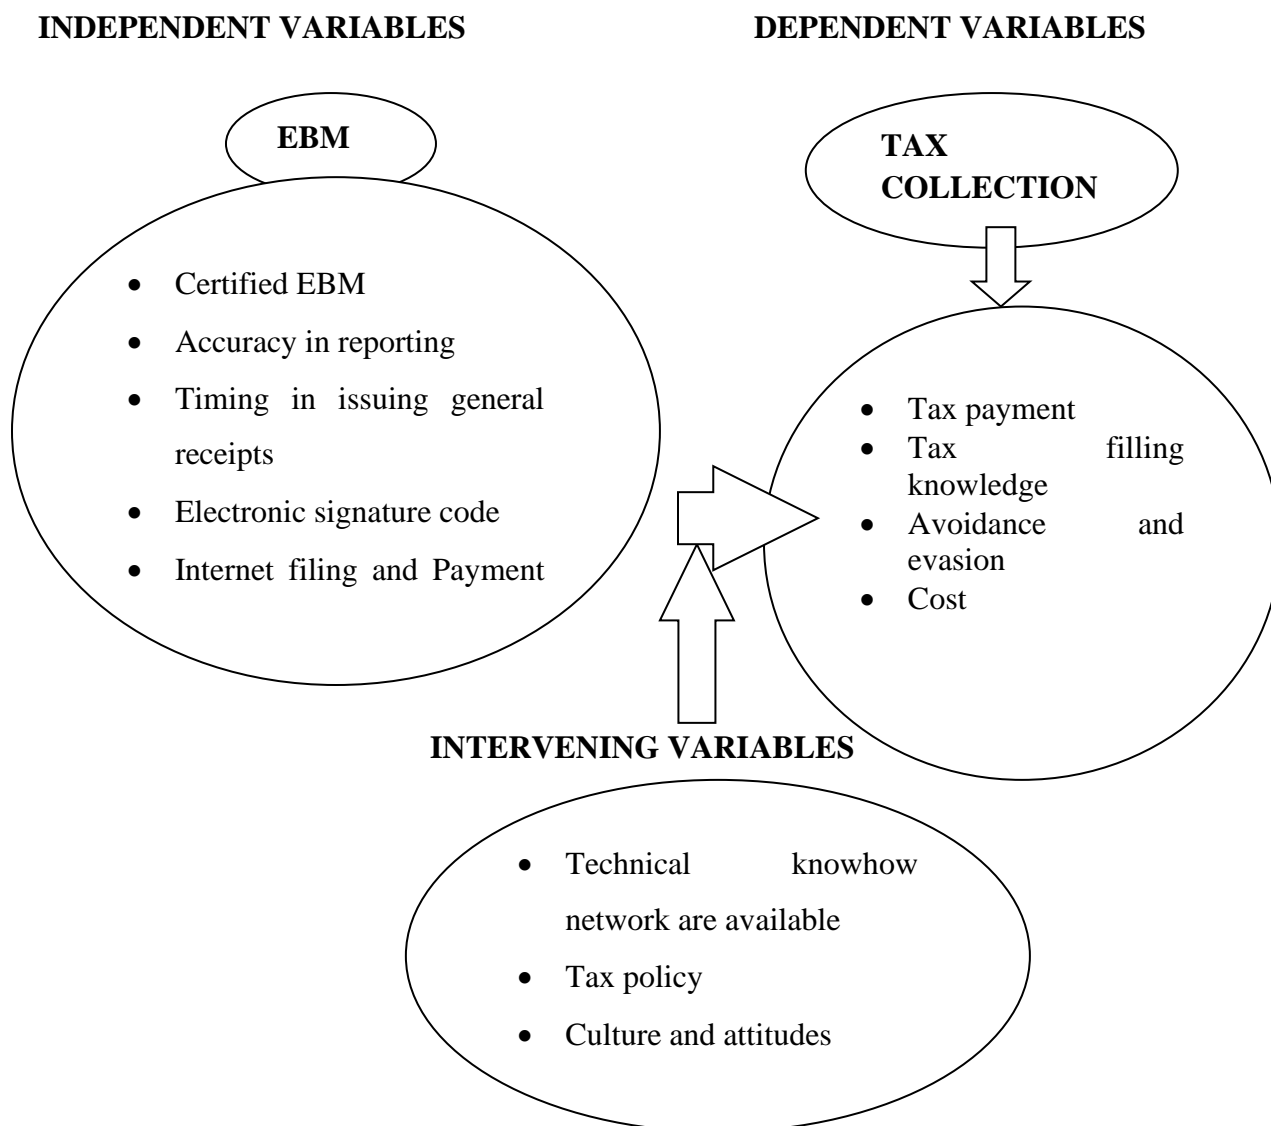 INDEPENDENT VARIABLES
DEPENDENT VARIABLES
EBM
• Certified EBM
• Accuracy in reporting
• Timing in issuing general
receipts
• Electronic signature code
• Internet filing and Payment
TAX
COLLECTION
• Tax payment
• Tax filling
knowledge
• Avoidance and
evasion
• Cost
INTERVENING VARIABLES
• Technical knowhow
network are available
• Tax policy
• Culture and attitudes